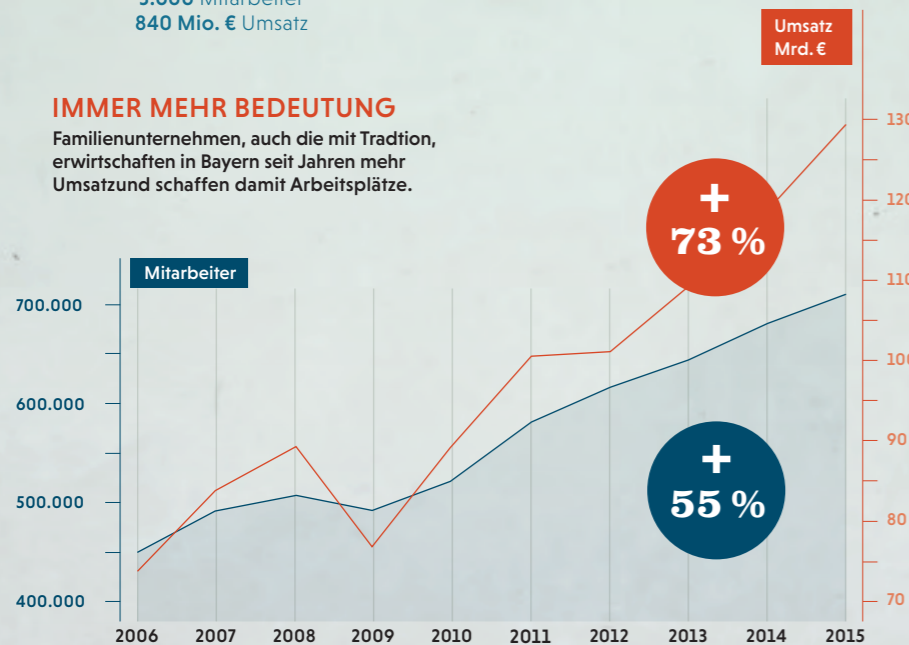 840 Mio. € Umsatz
Umsatz
Mrd. €
IMMER MEHR BEDEUTUNG
Familienunternehmen, auch die mit Tradtion,
erwirtschaften in Bayern seit Jahren mehr
Umsatzund schaffen damit Arbeitsplätze.
Mitarbeiter
700.000
600.000
500.000
400.000
+
73 %
+
55 %
130
120
110
100
90
80
70
2006 2007 2008 2009 2010 2011 2012 2013 2014 2015